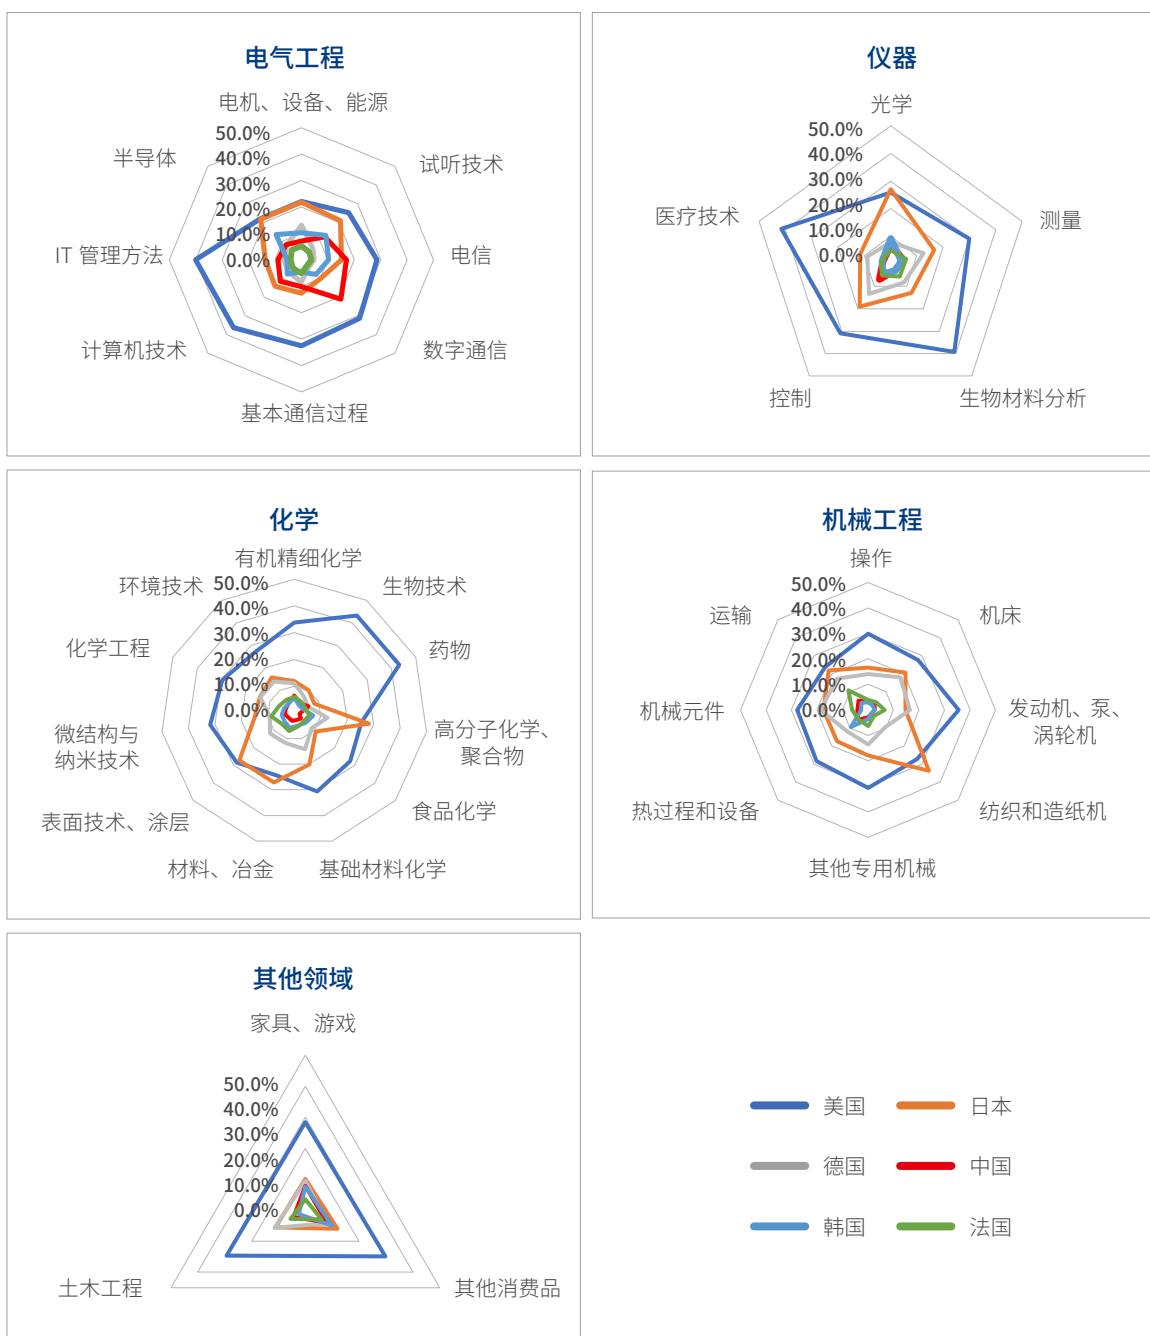 电气工程
电机、设备、能源
50.0%
40.0%
30.0%
20.0%
10.0%
0.0%
试听技术
电信
数字通信
基本通信过程
计算机技术
IT 管理方法
半导体
仪器
光学
50.0%
40.0%
30.0%
20.0%
10.0%
0.0%
测量
生物材料分析
控制
医疗技术
化学
有机精细化学
50.0%
40.0%
30.0%
20.0%
10.0%
0.0%
生物技术
药物
高分子化学、
聚合物
食品化学
基础材料化学
材料、冶金
表面技术、涂层
微结构与
纳米技术
化学工程
环境技术
机械工程
操作
50.0%
40.0%
30.0%
20.0%
10.0%
0.0%
机床
发动机、泵、
涡轮机
纺织和造纸机
其他专用机械
热过程和设备
机械元件
运输
其他领域
家具、游戏
50.0%
40.0%
30.0%
20.0%
10.0%
0.0%
其他消费品
土木工程
美国
日本
德国
中国
韩国
法国